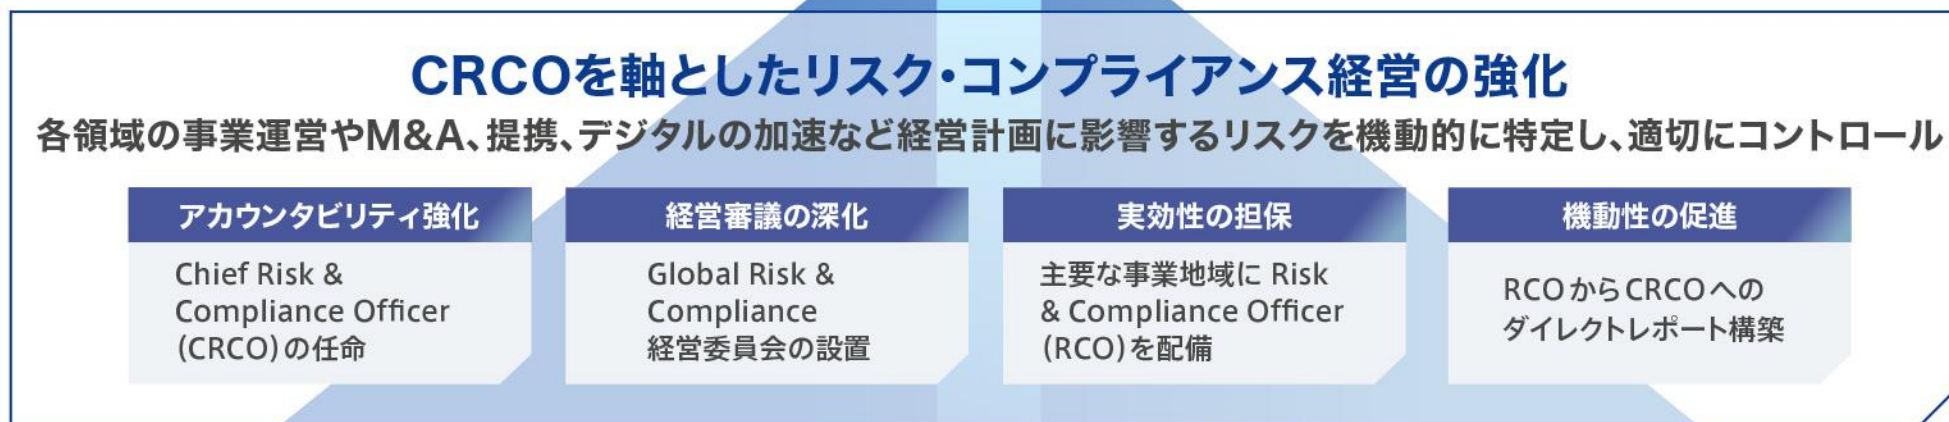 CRCOを軸としたリスク・コンプライアンス経営の強化
各領域の事業運営やM&A、提携、デジタルの加速など経営計画に影響するリスクを機動的に特定し、適切にコントロール
アカウンタビリティ強化
Chief Risk &
Compliance Officer
(CRCO)の任命
経営審議の深化
Global Risk &
Compliance
経営委員会の設置
実効性の担保
主要な事業地域に Risk
& Compliance Officer
(RCO)を配備
機動性の促進
RCOからCRCOへの
ダイレクトレポート構築